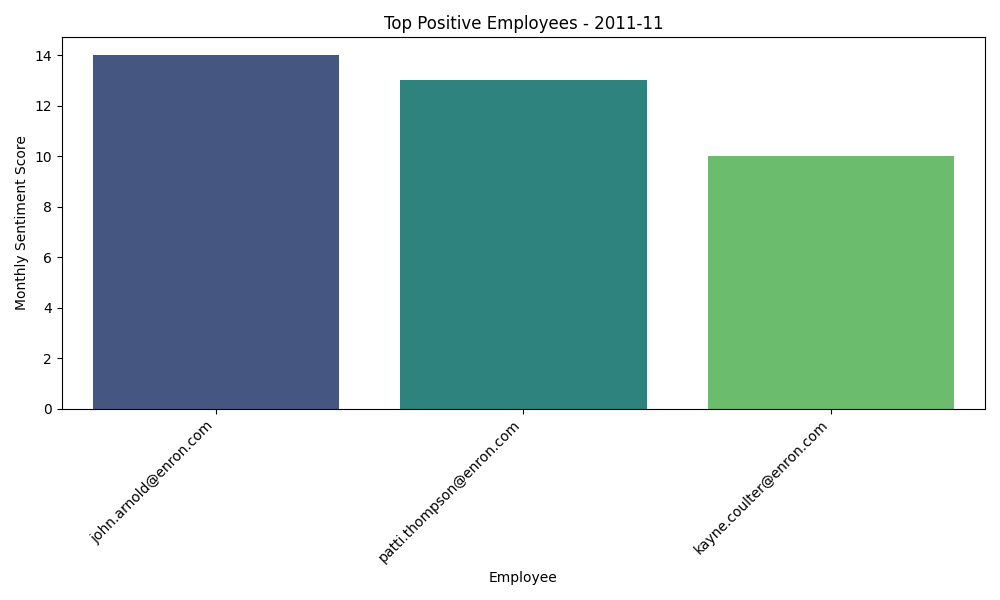 Top Positive Employees - 2011-11
Monthly Sentiment Score
14
12
10
8
6
4
2
0
john.arnold@enron.com
patti.thompson@enron.com
kayne.coulter@enron.com
Employee